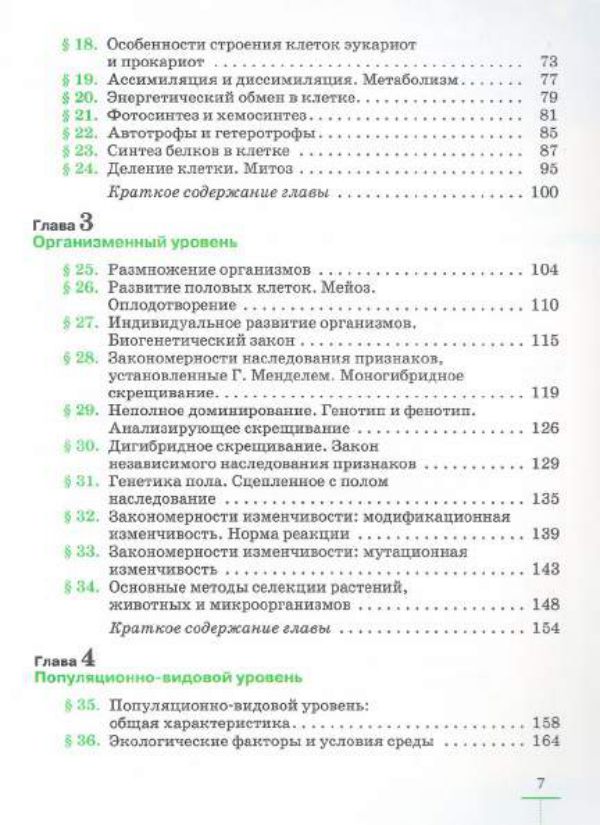 § 18. Особенности строения клеток эукариот
и прокариот . . . . . . . . . . . . . . . . . . . . . . . . 73
§ 19. Ассимиляция и диссимиляция. Метаболизм . . . . . . 77
§ 20. Энергетический обмен в клетке. . . . . . . . . . . . . . 79
§ 21. Фотосинтез и хемосинтез. . . . . . . . . . . . . . . . . . 81
§ 22. Автотрофы и гетеротрофы . . . . . . . . . . . . . . . . . 85
§ 23. Синтез белков в клетке . . . . . . . . . . . . . . . . . . . 87
§ 24. Деление клетки. Митоз . . . . . . . . . . . . . . . . . . . 95
Краткое содержание главы . . . . . . . . . . . . . . . . 100
Глава 3
Организменный уровень
§ 25. Размножение организмов . . . . . . . . . . . . . . . . . 104
§ 26. Развитие половых клеток. Мейоз.
Оплодотворение . . . . . . . . . . . . . . . . . . . . . . . 110
§ 27. Индивидуальное развитие организмов.
Биогенетический закон . . . . . . . . . . . . . . . . . . . 115
§ 28. Закономерности наследования признаков,
установленные Г. Менделем. Моногибридное
скрещивание. . . . . . . . . . . . . . . . . . . . . . . . . . 119
§ 29. Неполное доминирование. Генотип и фенотип.
Анализирующее скрещивание . . . . . . . . . . . . . . 126
§ 30. Дигибридное скрещивание. Закон
независимого наследования признаков . . . . . . . . 129
§ 31. Генетика пола. Сцепленное с полом
наследование . . . . . . . . . . . . . . . . . . . . . . . . . 135
§ 32. Закономерности изменчивости: модификационная
изменчивость. Норма реакции . . . . . . . . . . . . . . 139
§ 33. Закономерности изменчивости: мутационная
изменчивость . . . . . . . . . . . . . . . . . . . . . . . . . 143
§ 34. Основные методы селекции растений,
животных и микроорганизмов . . . . . . . . . . . . . . 148
Краткое содержание главы . . . . . . . . . . . . . . . . 154
Глава 4
Популяционно-видовой уровень
§ 35. Популяционно-видовой уровень:
общая характеристика. . . . . . . . . . . . . . . . . . . . 158
§ 36. Экологические факторы и условия среды . . . . . . . 164
7